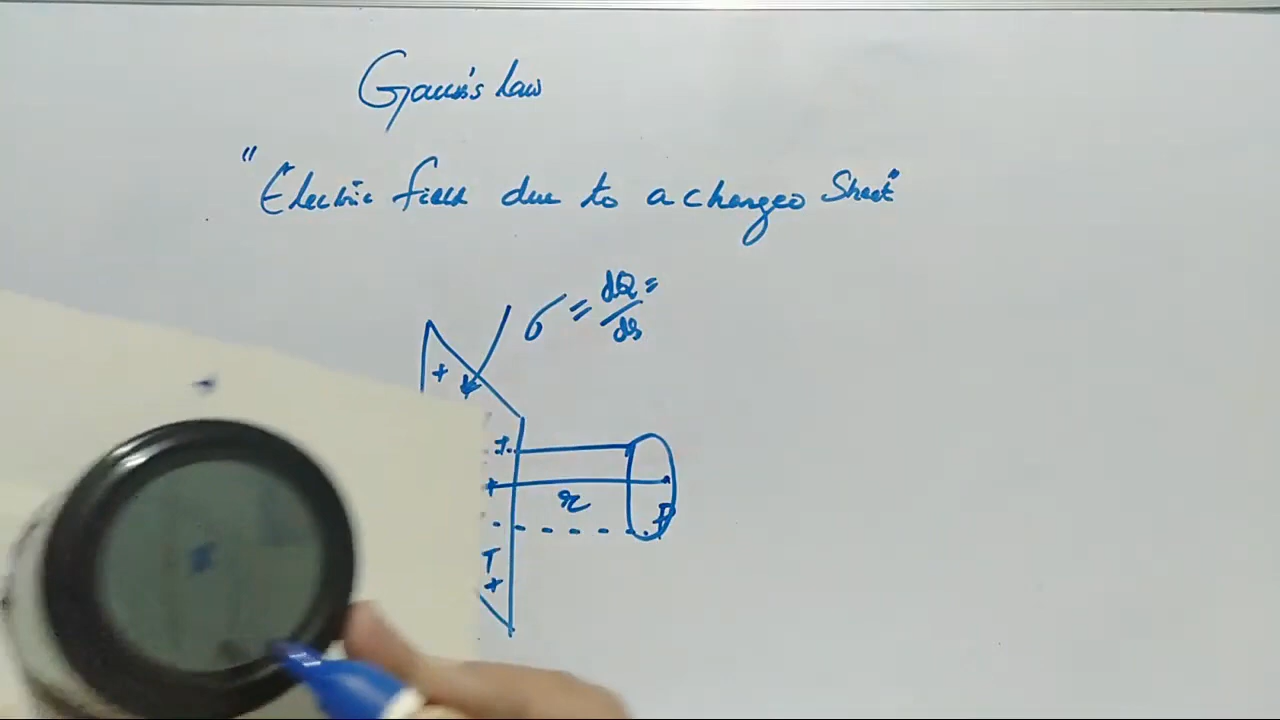 Gauss's law
"Electric field due to a charged Sheet"
σ = dQ/ds =
+
+
+
r
P
+
+